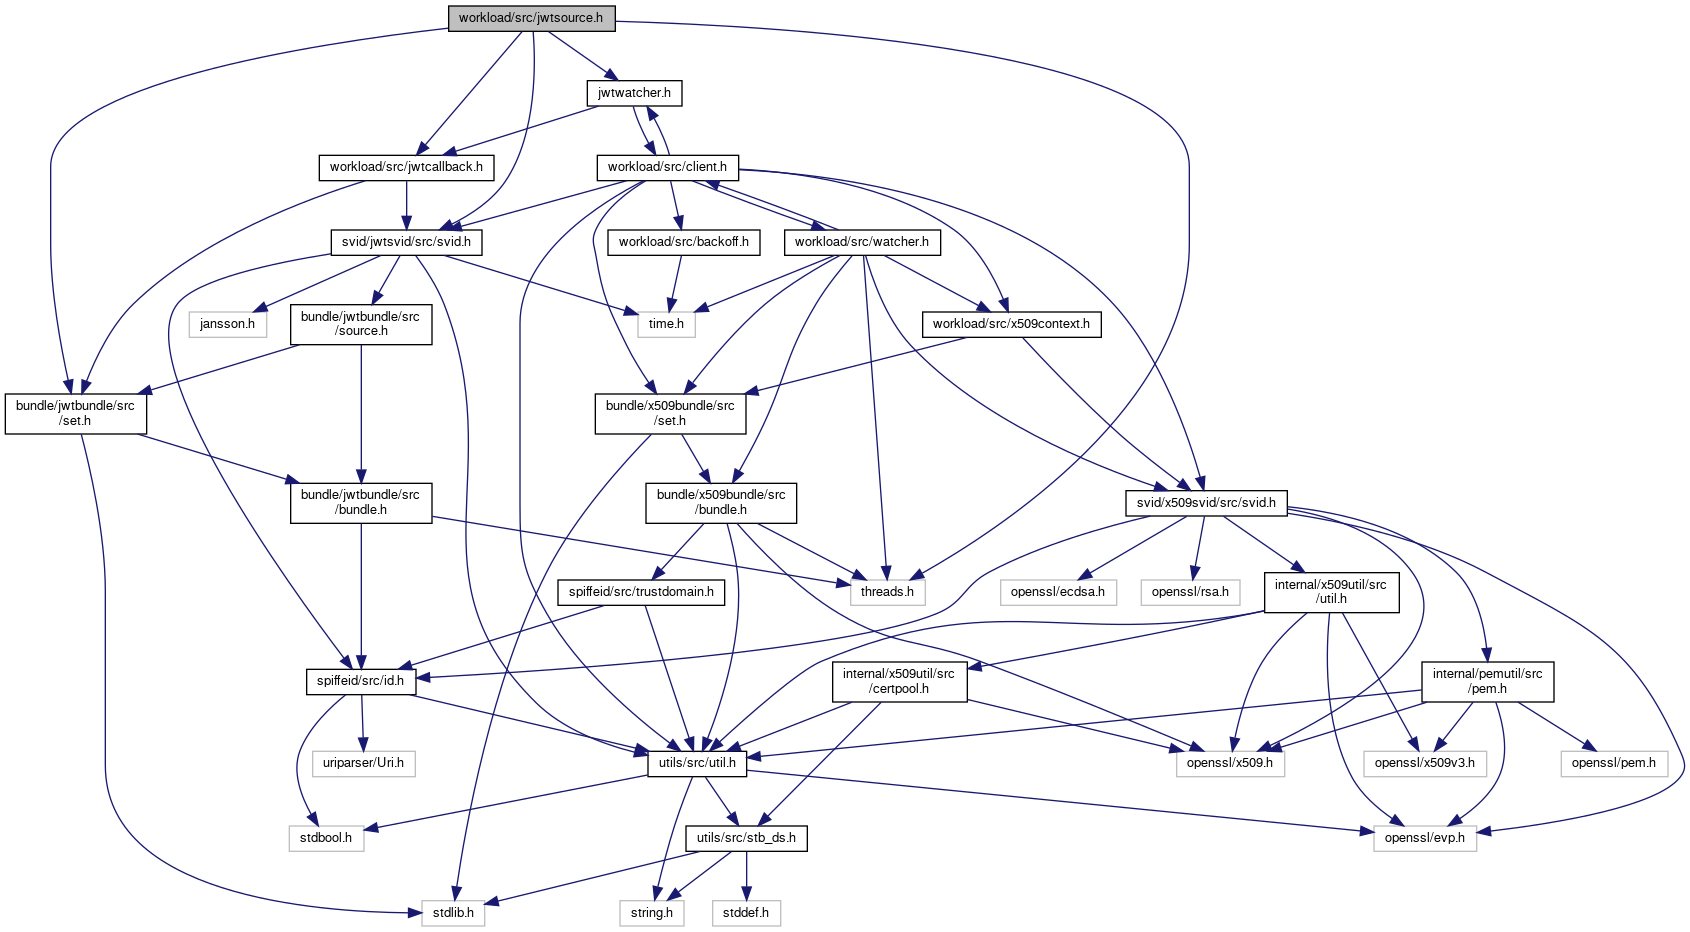 workload/src/jwtsource.h
jwtwatcher.h
workload/src/jwtcallback.h
workload/src/client.h
svid/jwtsvid/src/svid.h
workload/src/backoff.h
workload/src/watcher.h
jansson.h
bundle/jwtbundle/src
/source.h
time.h
workload/src/x509context.h
bundle/jwtbundle/src
/set.h
bundle/x509bundle/src
/set.h
bundle/jwtbundle/src
/bundle.h
bundle/x509bundle/src
/bundle.h
svid/x509svid/src/svid.h
spiffeid/src/trustdomain.h
threads.h
openssl/ecdsa.h
openssl/rsa.h
internal/x509util/src
/util.h
spiffeid/src/id.h
internal/x509util/src
/certpool.h
internal/pemutil/src
/pem.h
uriparser/Uri.h
utils/src/util.h
openssl/x509.h
openssl/x509v3.h
openssl/pem.h
stdbool.h
utils/src/stb_ds.h
openssl/evp.h
stdlib.h
string.h
stddef.h